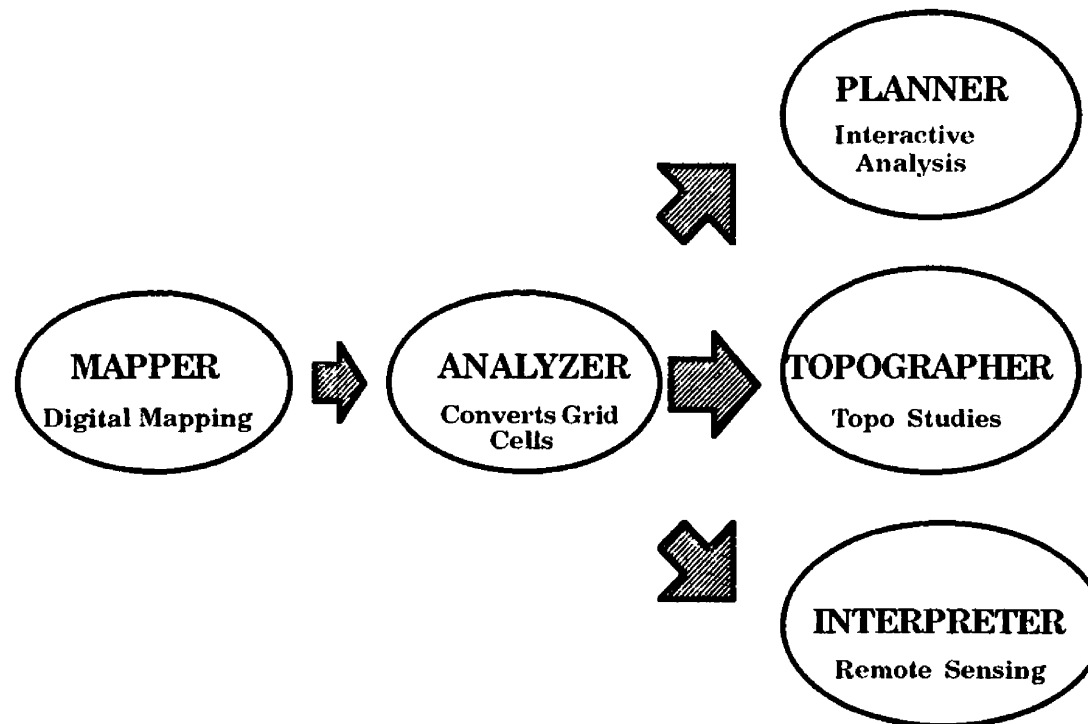 PLANNER
Interactive
Analysis
MAPPER
Digital Mapping
ANALYZER
Converts Grid
Cells
TOPOGRAPHER
Topo Studies
INTERPRETER
Remote Sensing